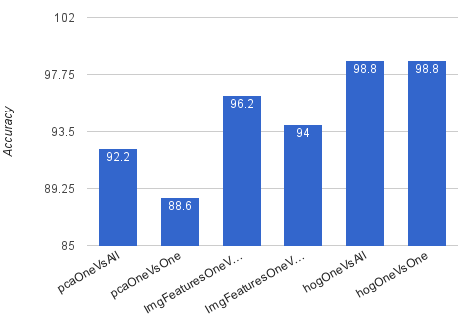 102
97.75
93.5
89.25
85
Accuracy
92.2
88.6
96.2
94
98.8
98.8
pcaOneVsAll
pcaOneVsOne
ImgFeaturesOneV...
ImgFeaturesOneV...
hogOneVsAll
hogOneVsOne